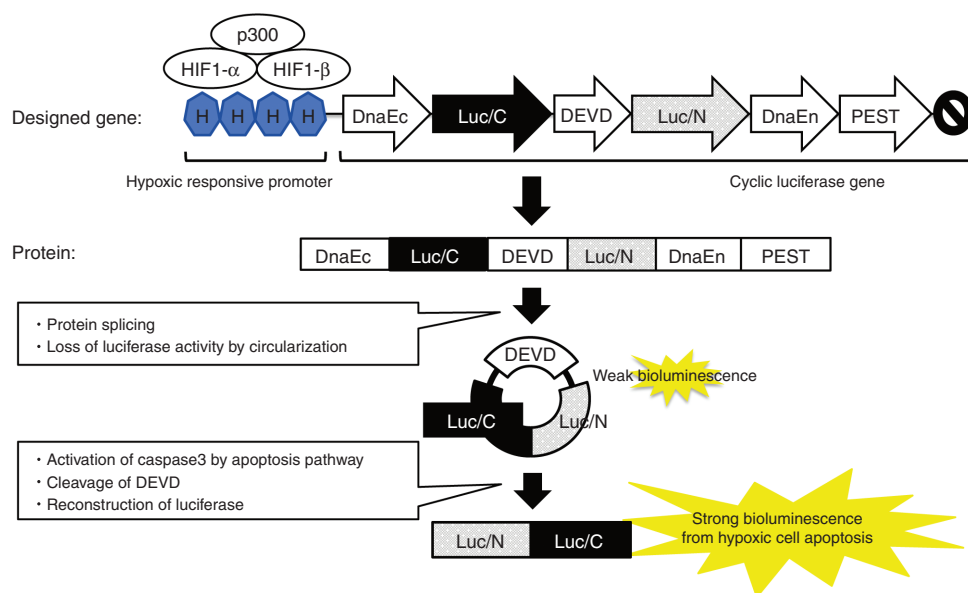 p300
HIF1-α
HIF1-β
Designed gene:
H H H H
DnaEc
Luc/C
DEVD
Luc/N
DnaEn
PEST
Hypoxic responsive promoter
Cyclic luciferase gene
Protein:
DnaEc
Luc/C
DEVD
Luc/N
DnaEn
PEST
・Protein splicing
・Loss of luciferase activity by circularization
DEVD
Weak bioluminescence
Luc/C
Luc/N
・Activation of caspase3 by apoptosis pathway
・Cleavage of DEVD
・Reconstruction of luciferase
Strong bioluminescence
from hypoxic cell apoptosis
Luc/N
Luc/C